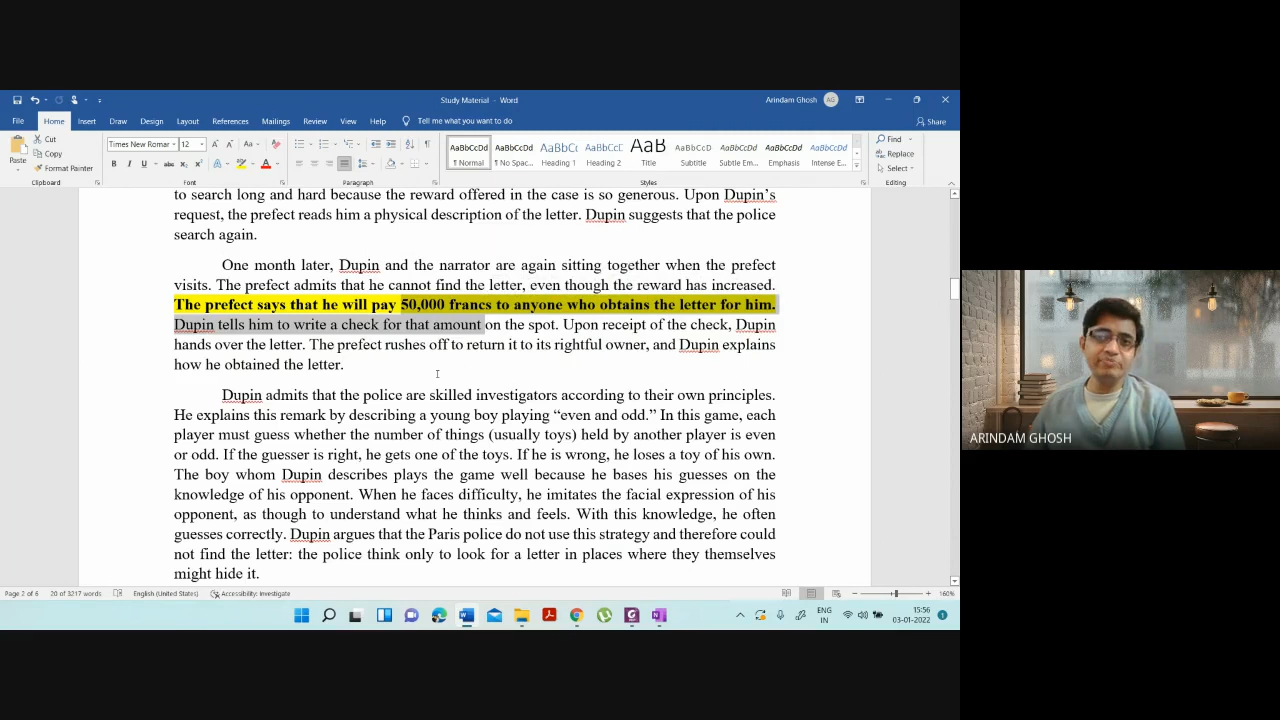 Study Material - Word
Arindam Ghosh
AG
File Home Insert Draw Design Layout References Mailings Review View Help Tell me what you want to do
Share
Paste
Cut
Copy
Format Painter
Clipboard
Times New Romar 12
Font
Paragraph
AaBbCcDd AaBbCcDd AaBbCc AaBbCcC AaB AaBbCcD AaBbCcDd AaBbCcDd AaBbCcDd
¶ Normal ¶ No Spac... Heading 1 Heading 2 Title Subtitle Subtle Em... Emphasis Intense E...
Styles
Find
Replace
Select
Editing
to search long and hard because the reward offered in the case is so generous. Upon Dupin’s
request, the prefect reads him a physical description of the letter. Dupin suggests that the police
search again.
One month later, Dupin and the narrator are again sitting together when the prefect
visits. The prefect admits that he cannot find the letter, even though the reward has increased.
The prefect says that he will pay 50,000 francs to anyone who obtains the letter for him.
Dupin tells him to write a check for that amount on the spot. Upon receipt of the check, Dupin
hands over the letter. The prefect rushes off to return it to its rightful owner, and Dupin explains
how he obtained the letter.
Dupin admits that the police are skilled investigators according to their own principles.
He explains this remark by describing a young boy playing “even and odd.” In this game, each
player must guess whether the number of things (usually toys) held by another player is even
or odd. If the guesser is right, he gets one of the toys. If he is wrong, he loses a toy of his own.
The boy whom Dupin describes plays the game well because he bases his guesses on the
knowledge of his opponent. When he faces difficulty, he imitates the facial expression of his
opponent, as though to understand what he thinks and feels. With this knowledge, he often
guesses correctly. Dupin argues that the Paris police do not use this strategy and therefore could
not find the letter: the police think only to look for a letter in places where they themselves
might hide it.
Page 2 of 6 20 of 3217 words English (United States) Accessibility: Investigate
160%
ENG
IN
15:56
03-01-2022
ARINDAM GHOSH